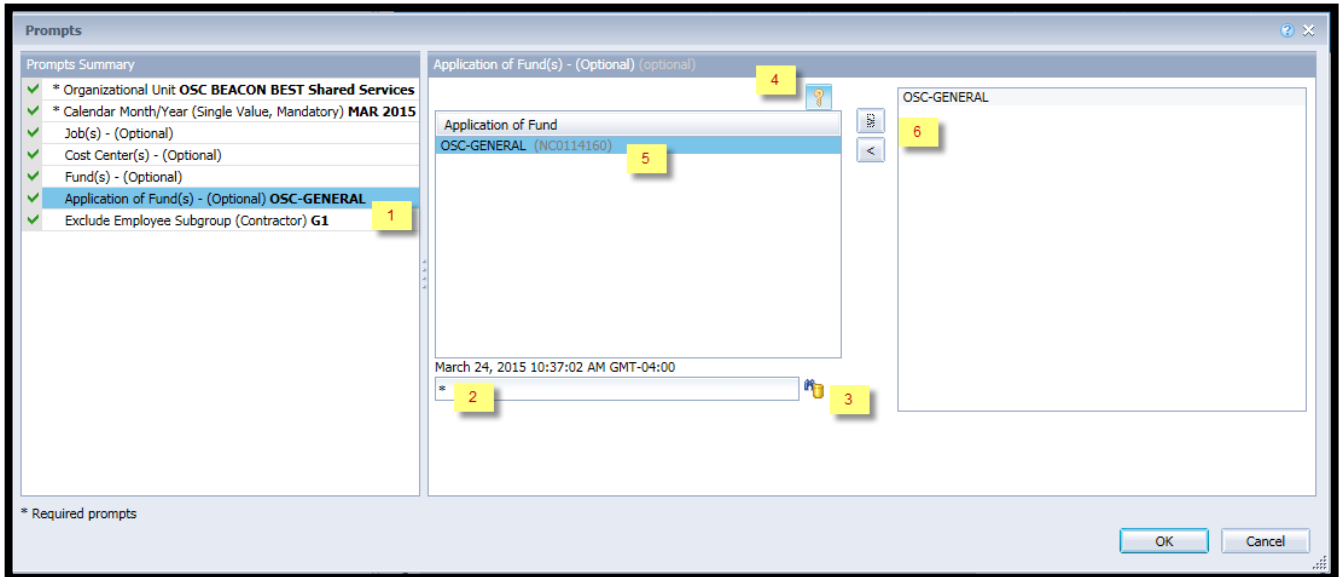 Prompts
Prompts Summary
* Organizational Unit OSC BEACON BEST Shared Services
* Calendar Month/Year (Single Value, Mandatory) MAR 2015
Job(s) - (Optional)
Cost Center(s) - (Optional)
Fund(s) - (Optional)
Application of Fund(s) - (Optional) OSC-GENERAL
1
Exclude Employee Subgroup (Contractor) G1
Application of Fund(s) - (Optional) (optional)
4
Application of Fund
OSC-GENERAL (NC0114160)
5
March 24, 2015 10:37:02 AM GMT-04:00
*
2
3
<
6
OSC-GENERAL
* Required prompts
OK
Cancel